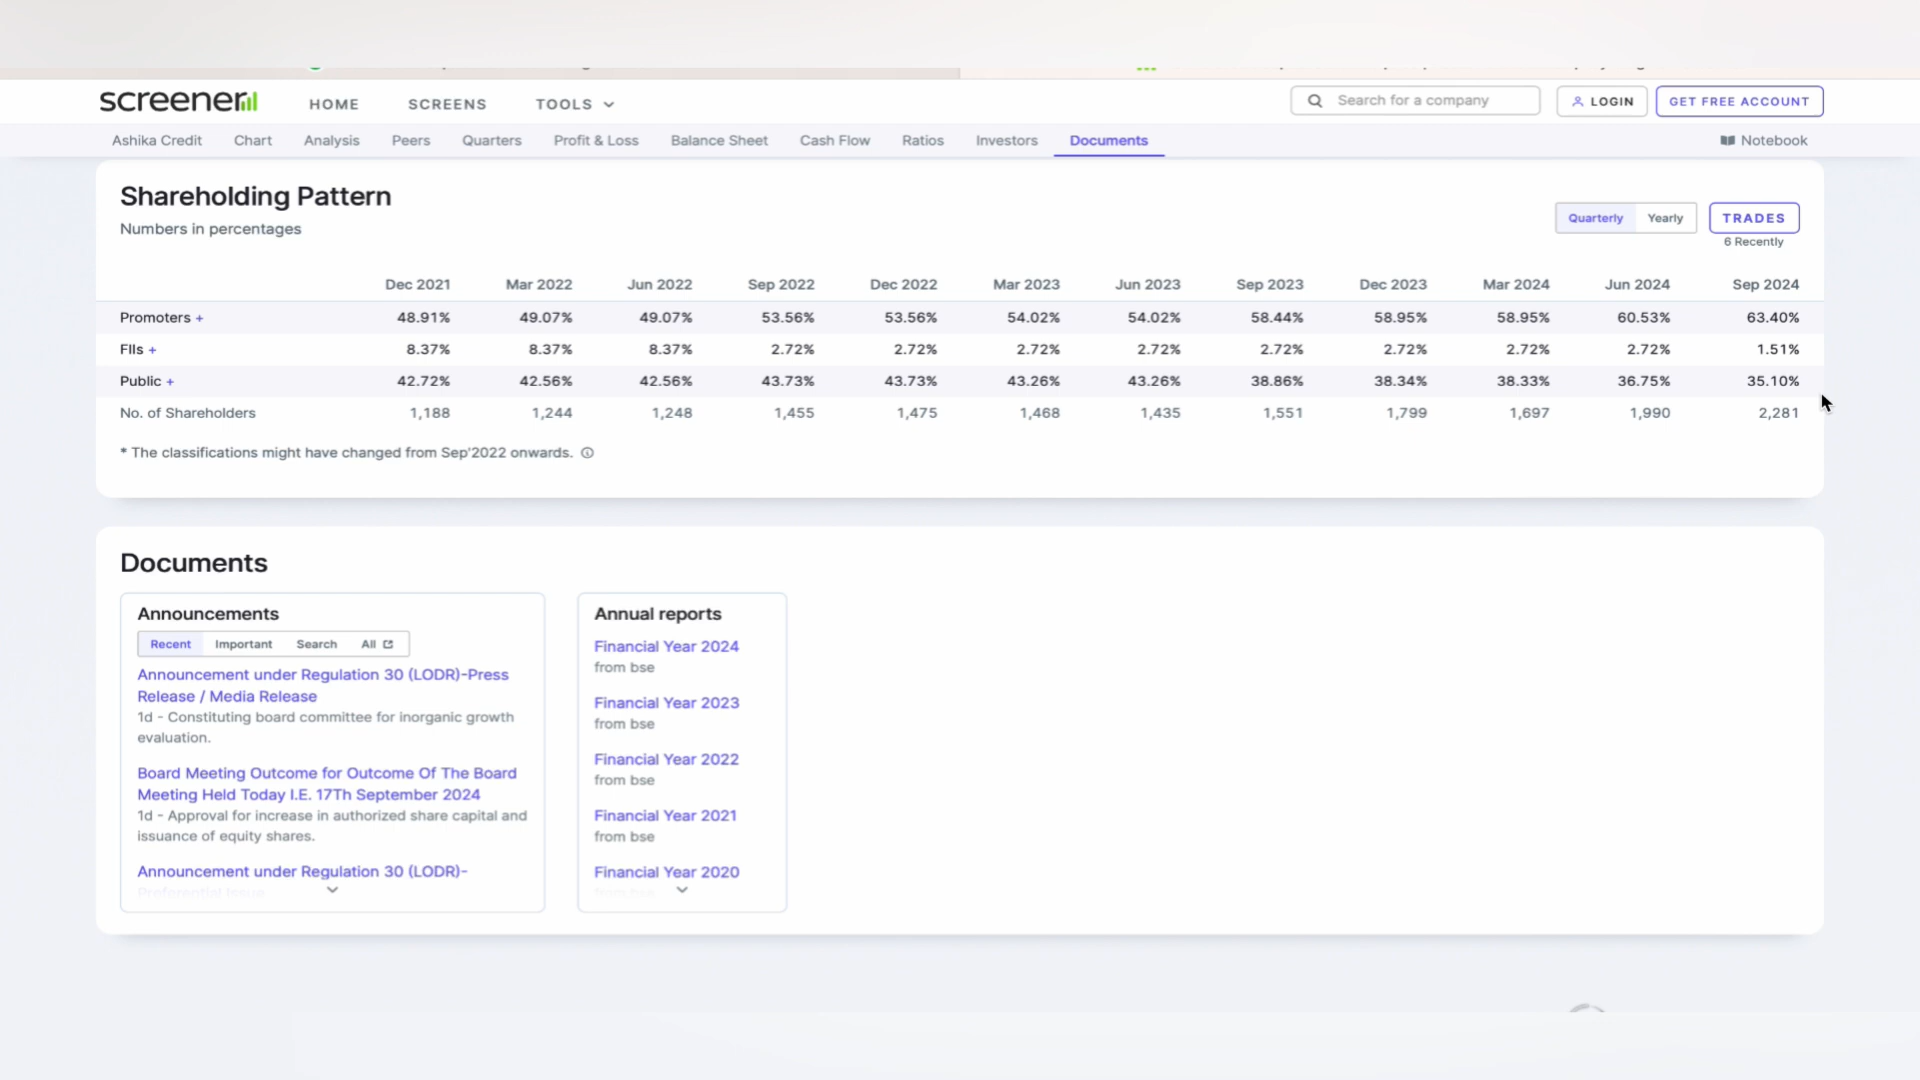 screener
HOME SCREENS TOOLS
Search for a company
LOGIN
GET FREE ACCOUNT
Ashika Credit Chart Analysis Peers Quarters Profit & Loss Balance Sheet Cash Flow Ratios Investors Documents Notebook
Shareholding Pattern
Numbers in percentages
Quarterly Yearly TRADES
6 Recently
Dec 2021 Mar 2022 Jun 2022 Sep 2022 Dec 2022 Mar 2023 Jun 2023 Sep 2023 Dec 2023 Mar 2024 Jun 2024 Sep 2024
Promoters + 48.91% 49.07% 49.07% 53.56% 53.56% 54.02% 54.02% 58.44% 58.95% 58.95% 60.53% 63.40%
FIIs + 8.37% 8.37% 8.37% 2.72% 2.72% 2.72% 2.72% 2.72% 2.72% 2.72% 2.72% 1.51%
Public + 42.72% 42.56% 42.56% 43.73% 43.73% 43.26% 43.26% 38.86% 38.34% 38.33% 36.75% 35.10%
No. of Shareholders 1,188 1,244 1,248 1,455 1,475 1,468 1,435 1,551 1,799 1,697 1,990 2,281
* The classifications might have changed from Sep'2022 onwards.
Documents
Announcements
Recent Important Search All
Announcement under Regulation 30 (LODR)-Press
Release / Media Release
1d - Constituting board committee for inorganic growth
evaluation.
Board Meeting Outcome for Outcome Of The Board
Meeting Held Today I.E. 17Th September 2024
1d - Approval for increase in authorized share capital and
issuance of equity shares.
Announcement under Regulation 30 (LODR)-
Preferential Issue
Annual reports
Financial Year 2024
from bse
Financial Year 2023
from bse
Financial Year 2022
from bse
Financial Year 2021
from bse
Financial Year 2020
from bse